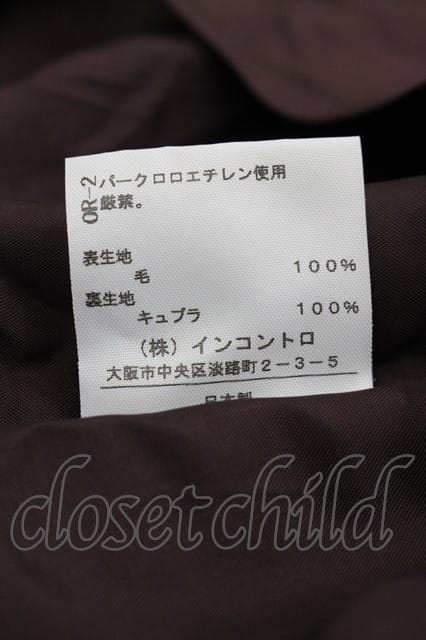 OR-2
パークロロエチレン使用
厳禁。
表生地
毛 100%
裏生地
キュプラ 100%
(株)インコントロ
大阪市中央区淡路町2-3-5
日本製
closetchild